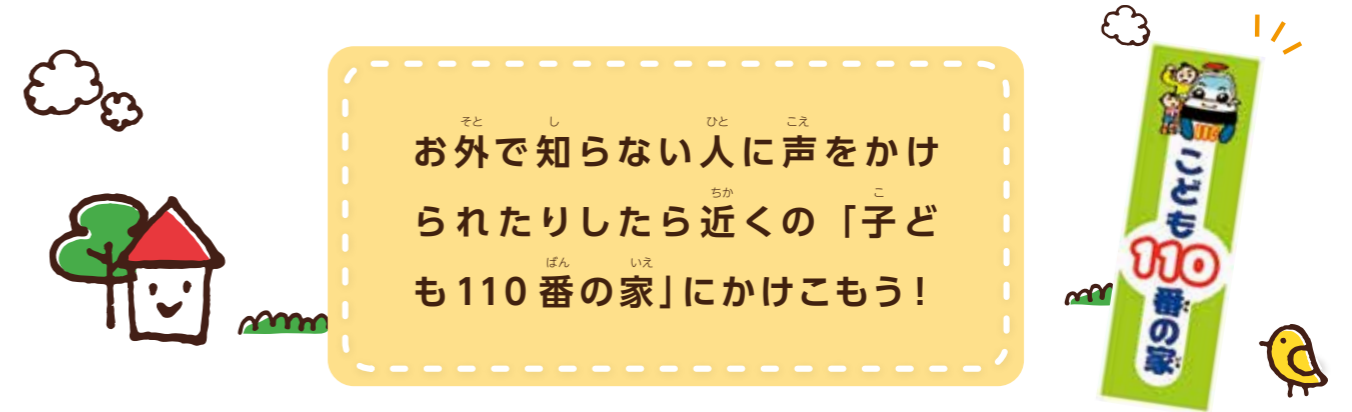 お外で知らない人に声をかけ
られたりしたら近くの「子ど
も110番の家」にかけこもう！
こども
110
番の家